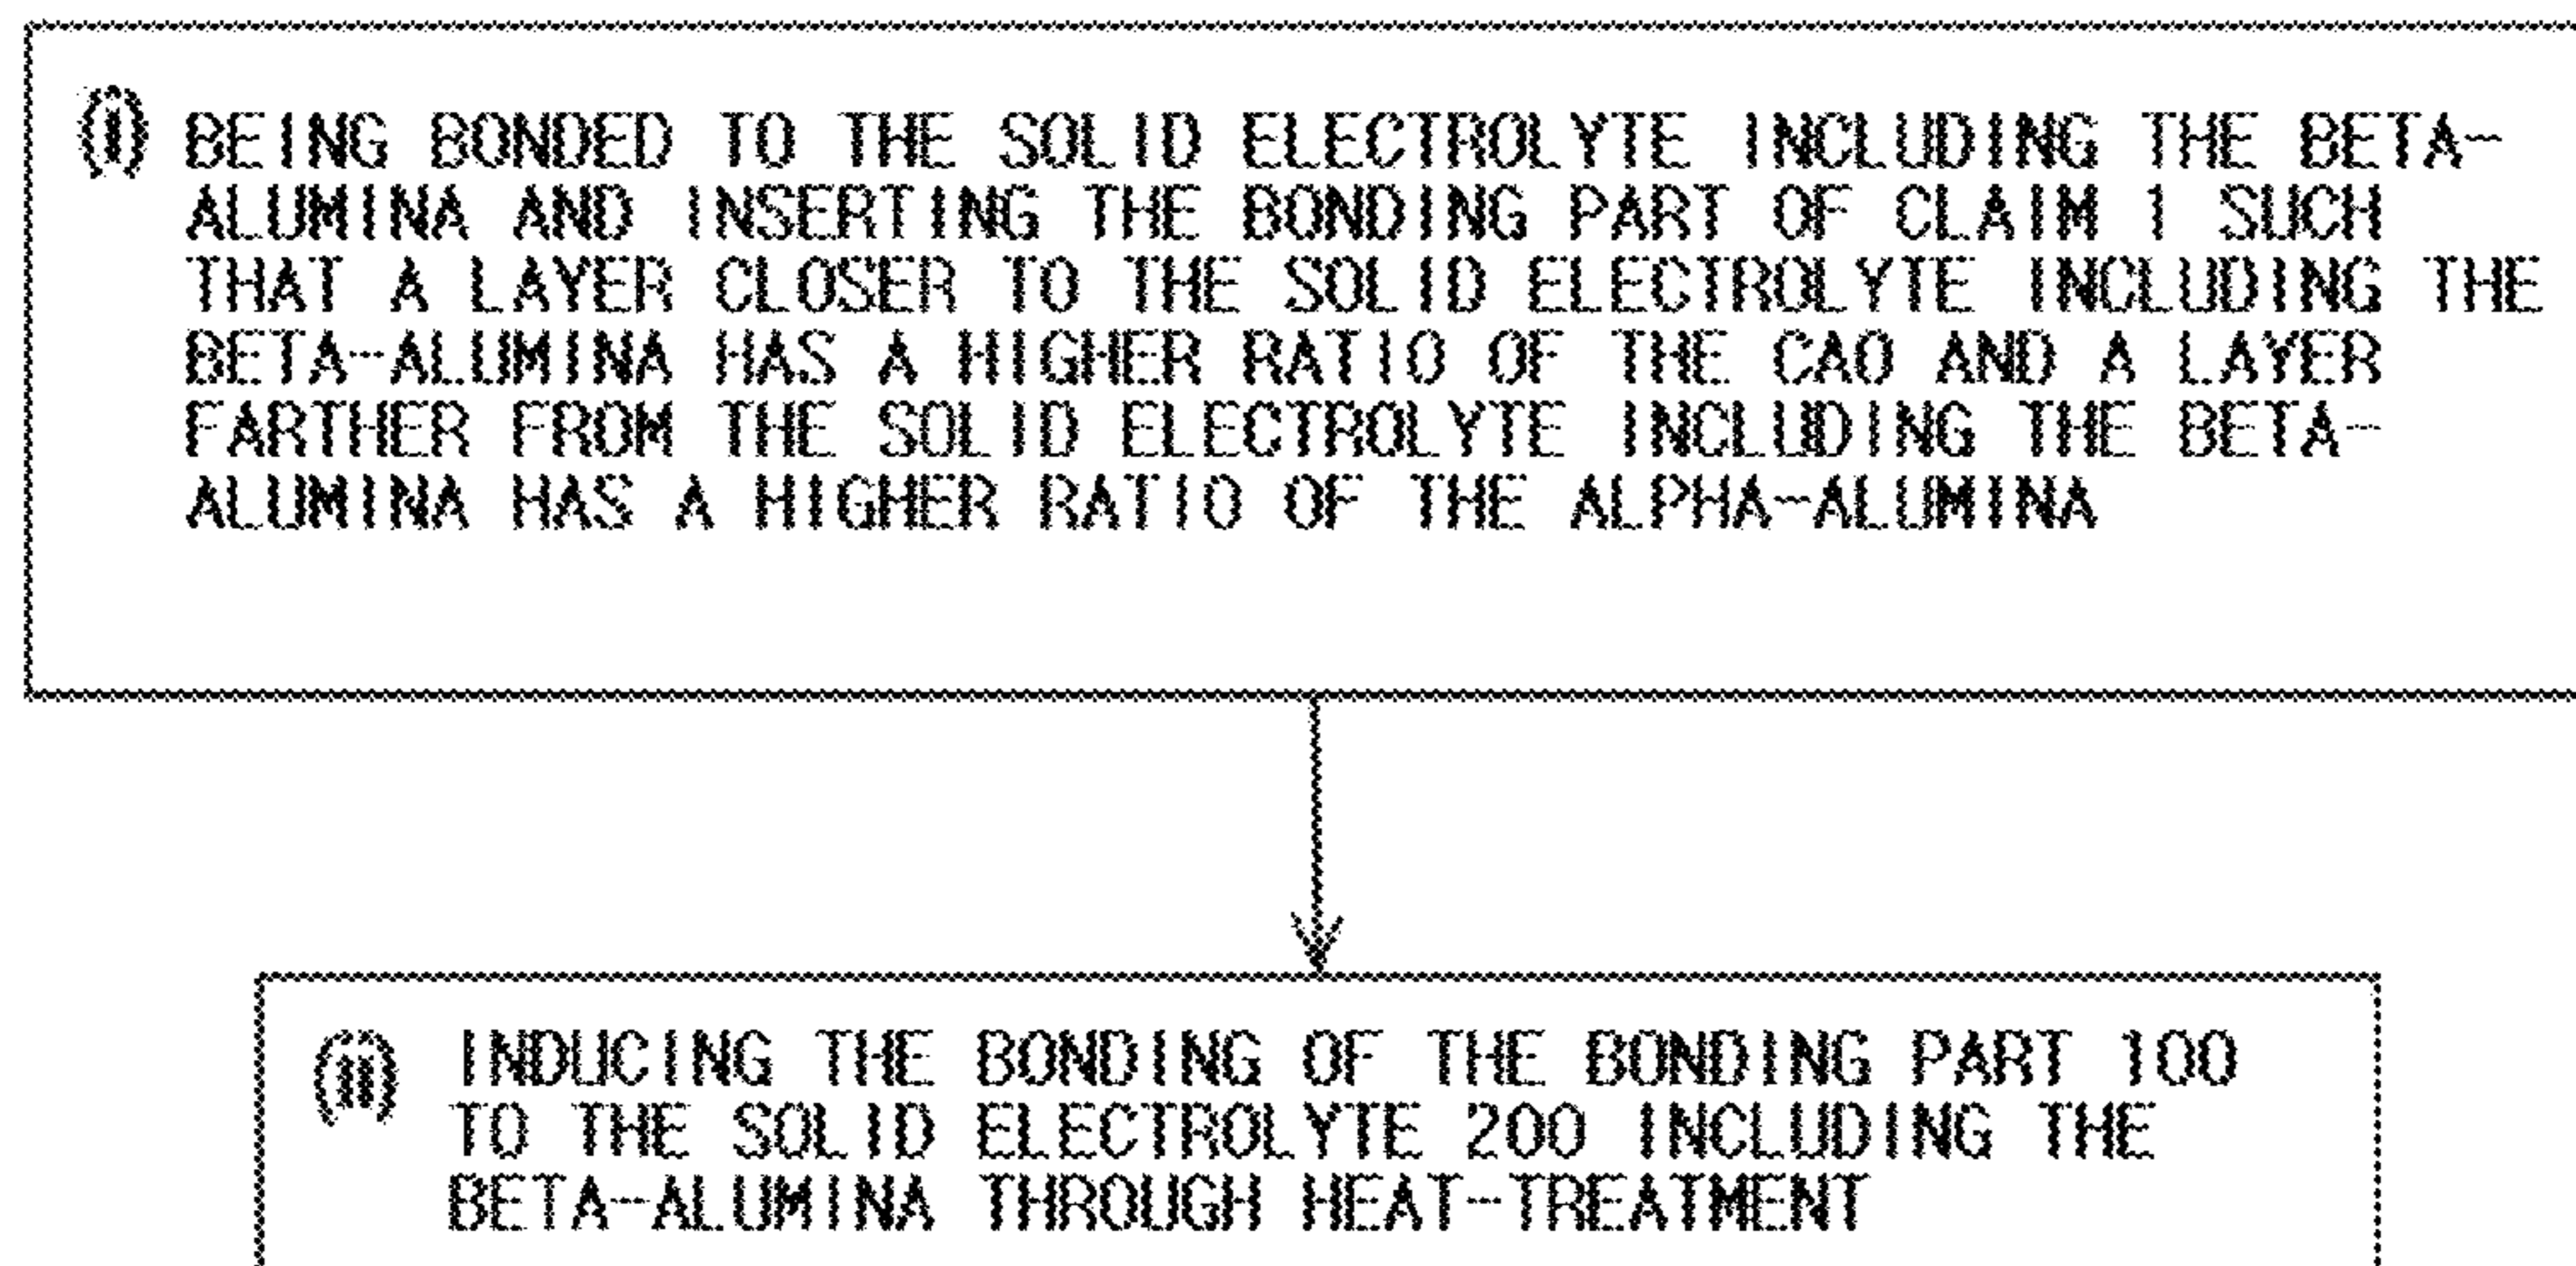 (i) BEING BONDED TO THE SOLID ELECTROLYTE INCLUDING THE BETA-
ALUMINA AND INSERTING THE BONDING PART OF CLAIM 1 SUCH
THAT A LAYER CLOSER TO THE SOLID ELECTROLYTE INCLUDING THE
BETA-ALUMINA HAS A HIGHER RATIO OF THE CAO AND A LAYER
FARTHER FROM THE SOLID ELECTROLYTE INCLUDING THE BETA-
ALUMINA HAS A HIGHER RATIO OF THE ALPHA-ALUMINA
(ii) INDUCING THE BONDING OF THE BONDING PART 100
TO THE SOLID ELECTROLYTE 200 INCLUDING THE
BETA-ALUMINA THROUGH HEAT-TREATMENT